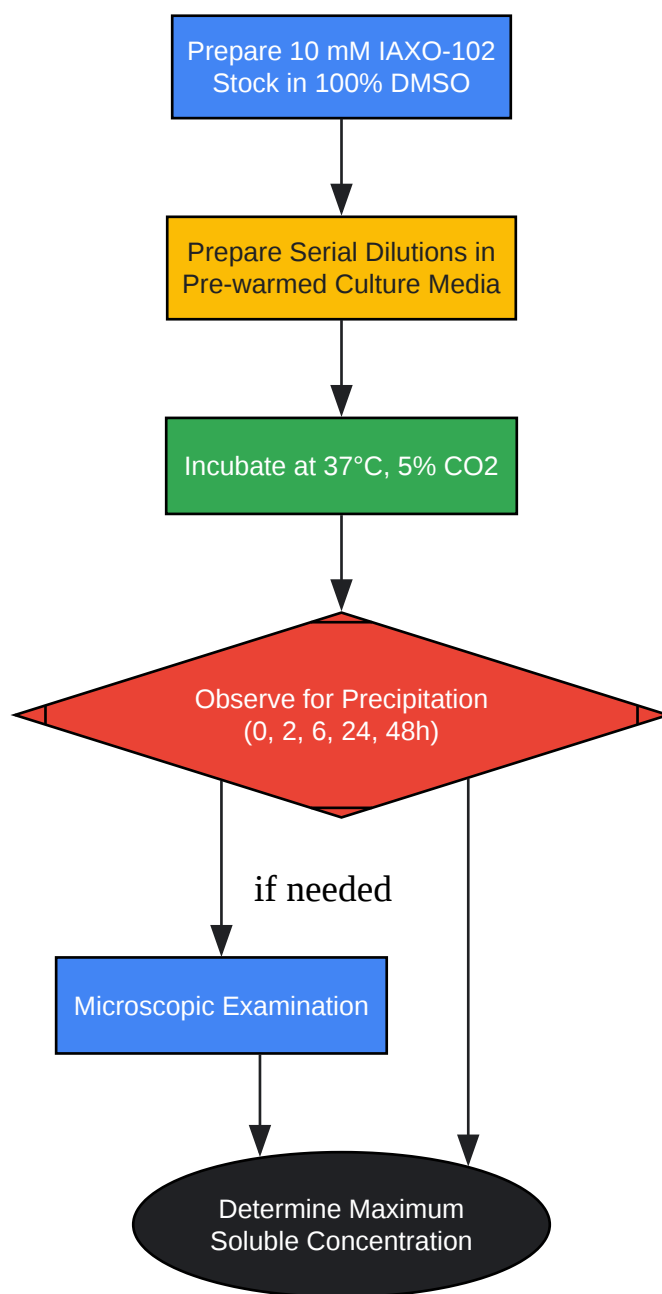 Prepare 10 mM IAXO-102
Stock in 100% DMSO
Prepare Serial Dilutions in
Pre-warmed Culture Media
Incubate at 37°C, 5% CO2
Observe for Precipitation
(0, 2, 6, 24, 48h)
if needed
Microscopic Examination
Determine Maximum
Soluble Concentration